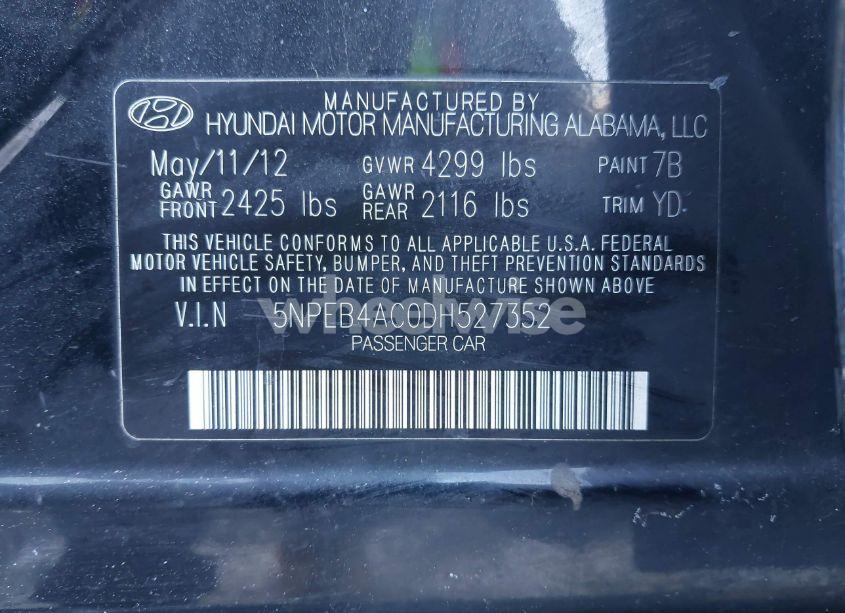 MANUFACTURED BY
HYUNDAI MOTOR MANUFACTURING ALABAMA, LLC
May/11/12 GVWR 4299 lbs PAINT 7B
GAWR FRONT 2425 lbs GAWR REAR 2116 lbs TRIM YD
THIS VEHICLE CONFORMS TO ALL APPLICABLE U.S.A. FEDERAL
MOTOR VEHICLE SAFETY, BUMPER, AND THEFT PREVENTION STANDARDS
IN EFFECT ON THE DATE OF MANUFACTURE SHOWN ABOVE.
V.I.N 5NPEB4AC0DH527352
wheelwise
PASSENGER CAR